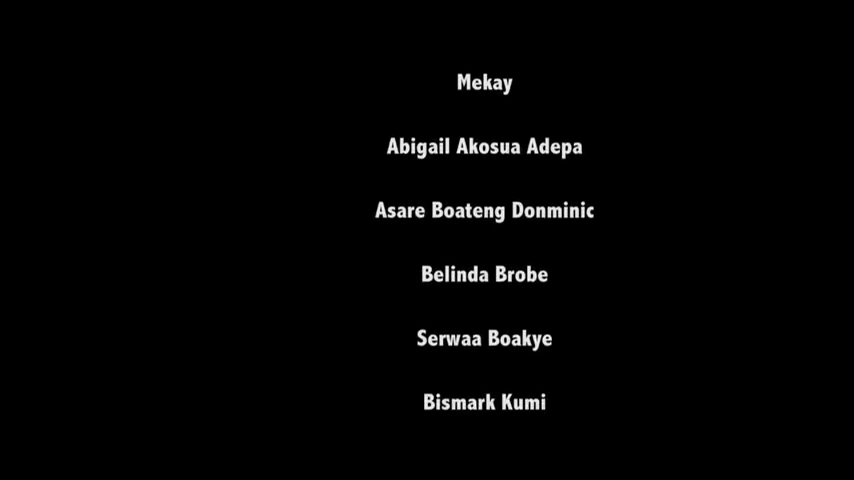 Mekay
Abigail Akosua Adepa
Asare Boateng Donminic
Belinda Brobe
Serwaa Boakye
Bismark Kumi